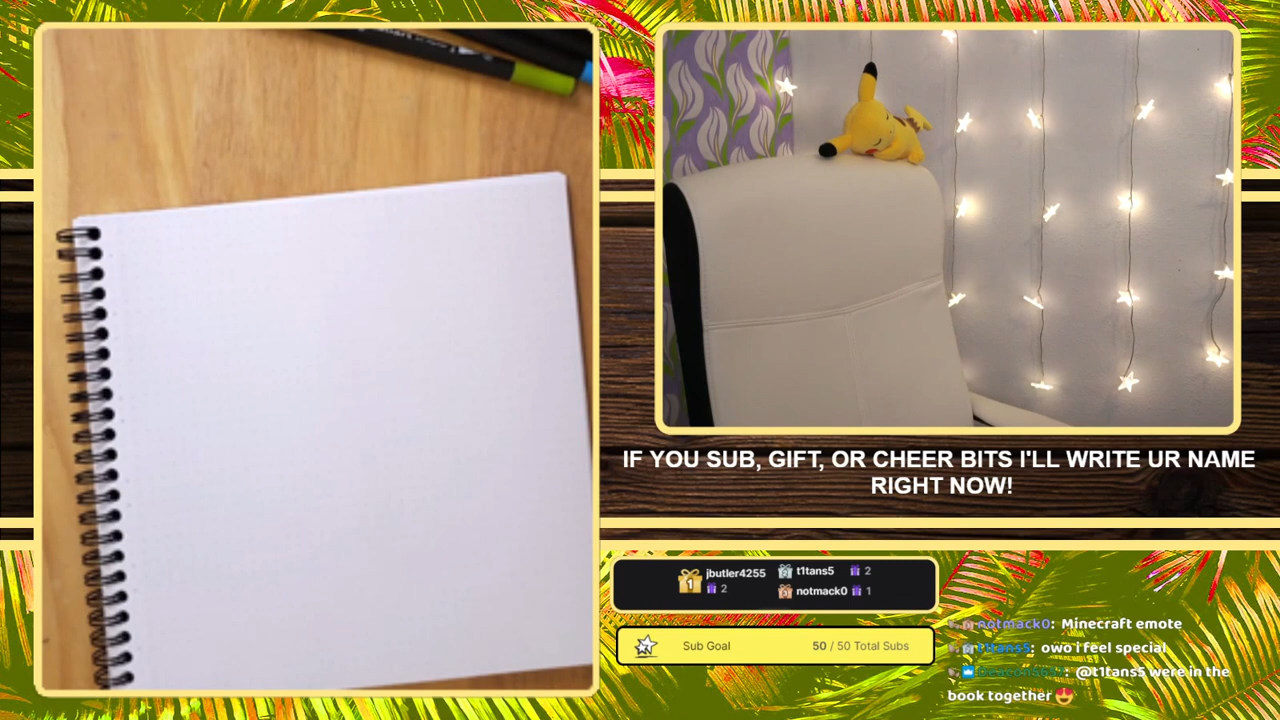 IF YOU SUB, GIFT, OR CHEER BITS I'LL WRITE UR NAME
RIGHT NOW!
1 jbutler4255
2
t1tans5 2
notmack0 1
Sub Goal 50 / 50 Total Subs
notmack0: Minecraft emote
t1tans5: owo i feel special
: @t1tans5 were in the
book together